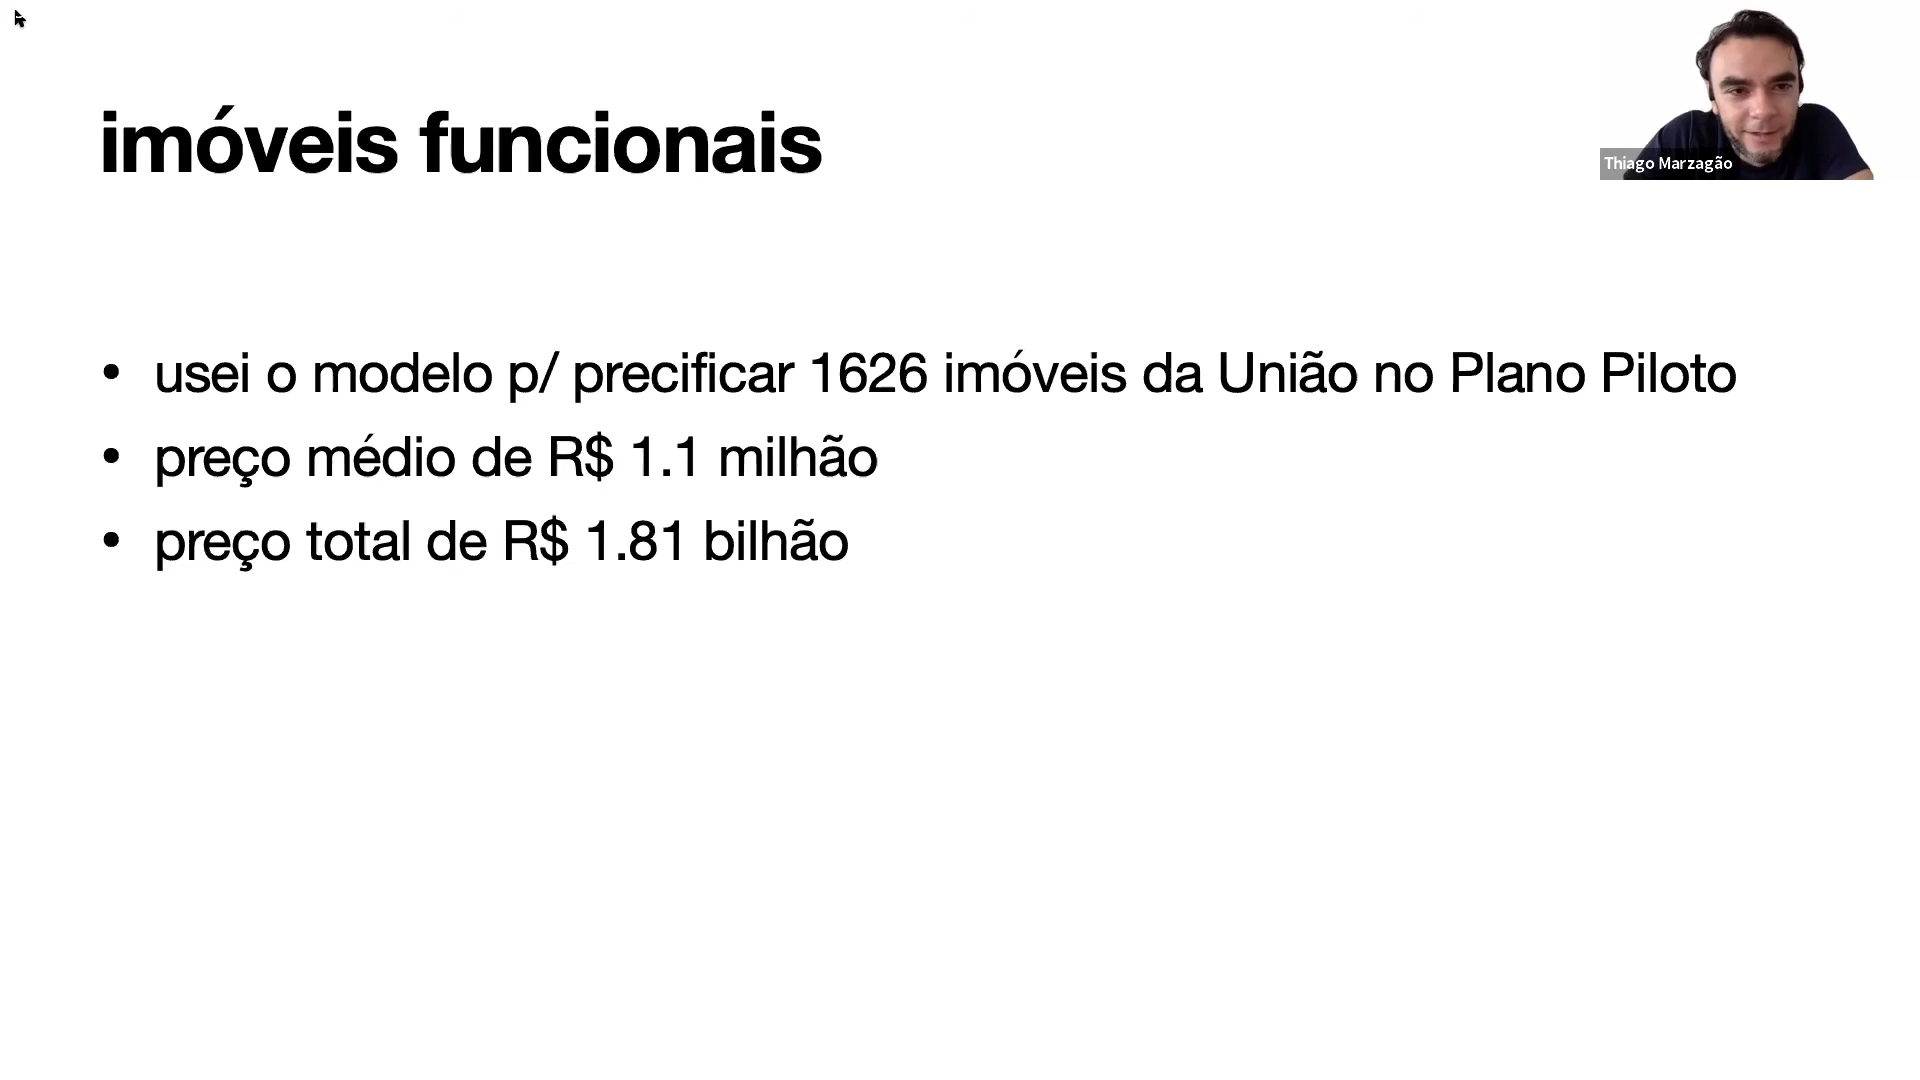 imóveis funcionais
Thiago Marzagão
• usei o modelo p/ precificar 1626 imóveis da União no Plano Piloto
• preço médio de R$ 1.1 milhão
• preço total de R$ 1.81 bilhão